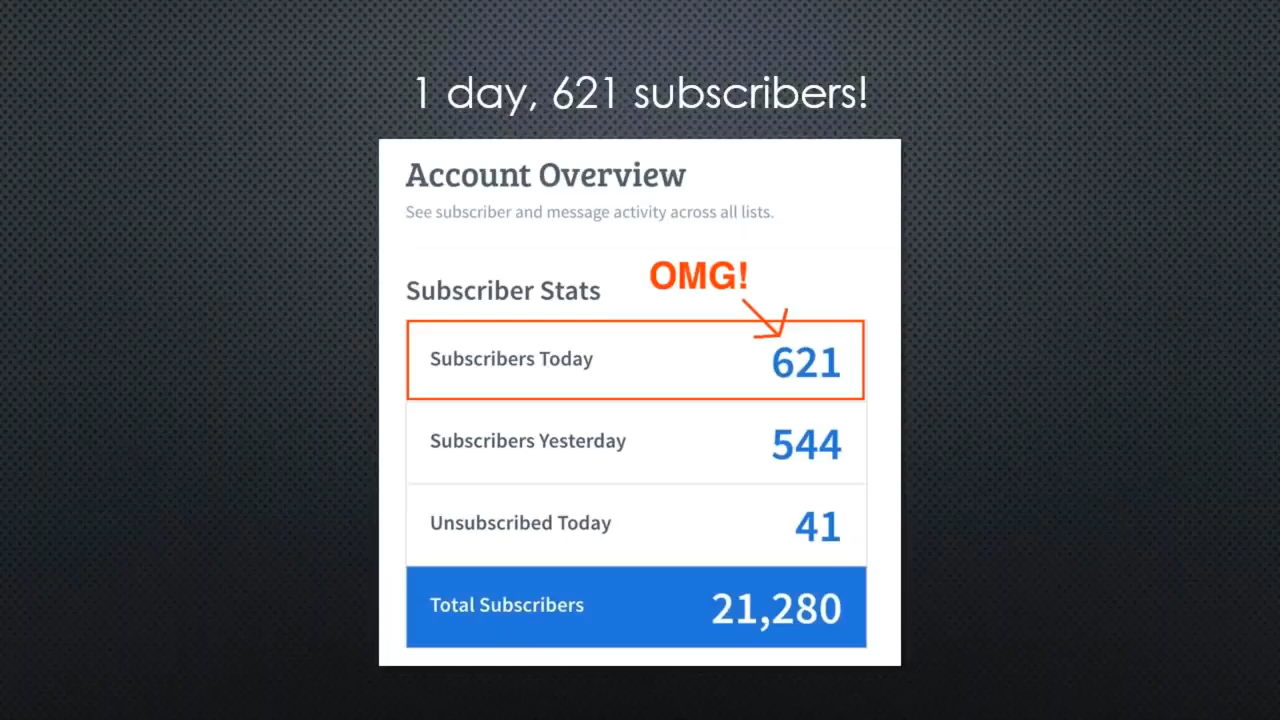 1 day, 621 subscribers!
Account Overview
See subscriber and message activity across all lists.
OMG!
Subscriber Stats
Subscribers Today 621
Subscribers Yesterday 544
Unsubscribed Today 41
Total Subscribers 21,280